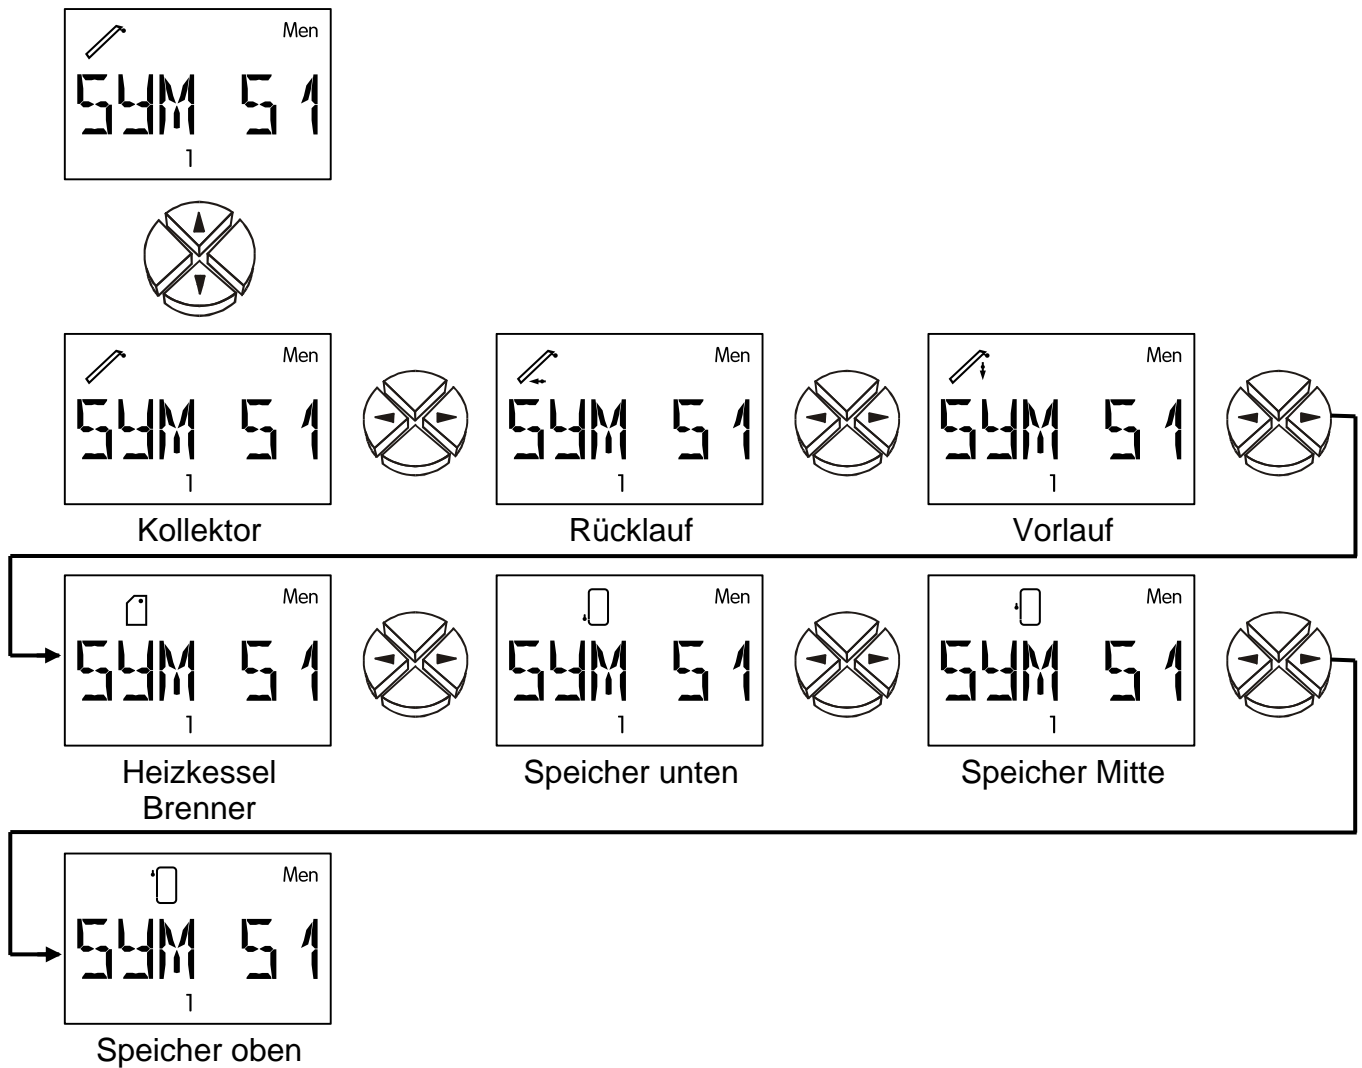 Men
SYM S1
1
Men Men Men
SYM S1 SYM S1 SYM S1
1 1 1
Kollektor Rücklauf Vorlauf
Men Men Men
SYM S1 SYM S1 SYM S1
1 1 1
Heizkessel Speicher unten Speicher Mitte
Brenner
Men
SYM S1
1
Speicher oben